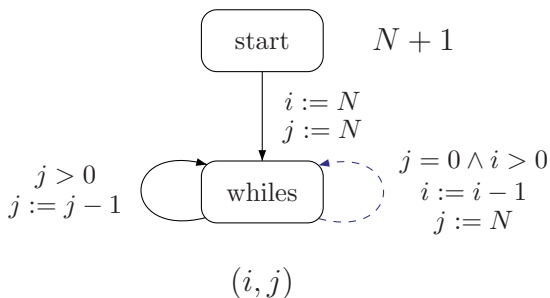 start
N + 1
i := N
j := N
j > 0
j := j − 1
whiles
j = 0 ∧ i > 0
i := i − 1
j := N
(i, j)